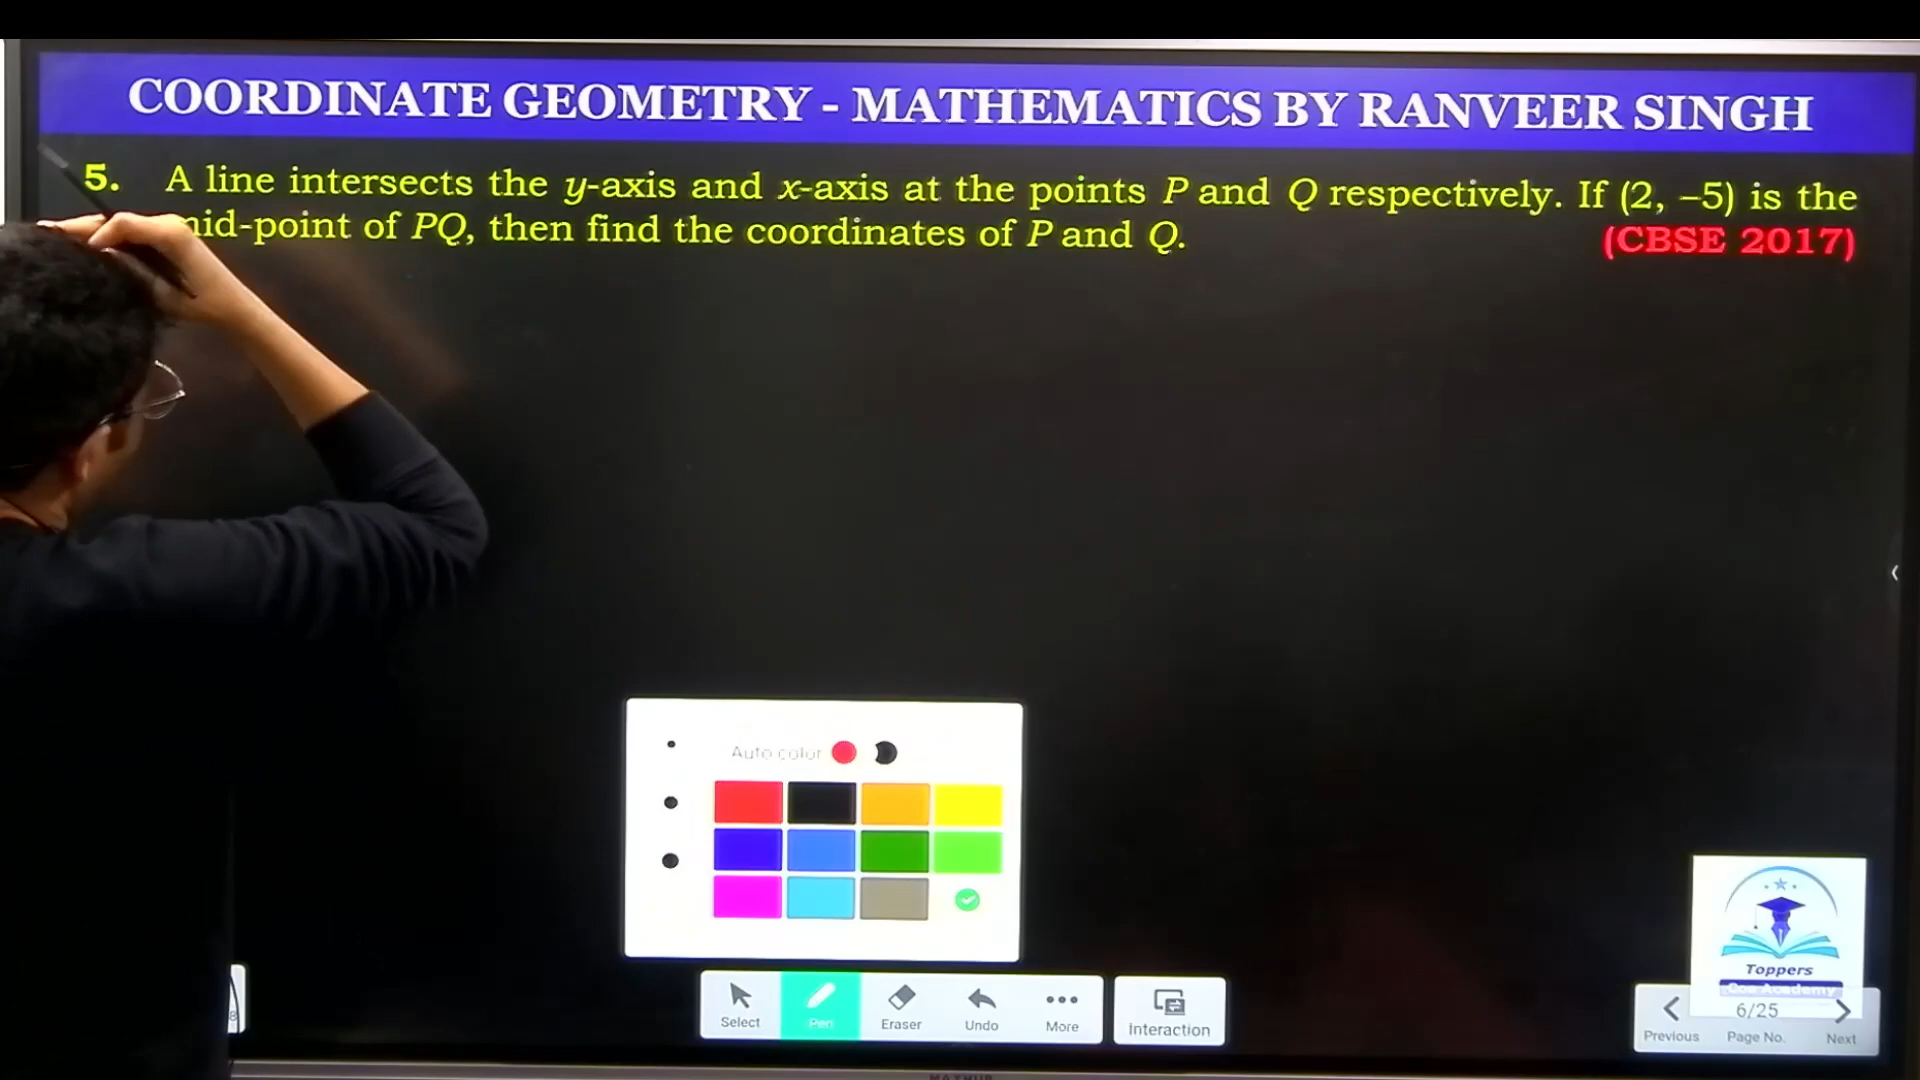 COORDINATE GEOMETRY - MATHEMATICS BY RANVEER SINGH
5. A line intersects the y-axis and x-axis at the points P and Q respectively. If (2, –5) is the
mid-point of PQ, then find the coordinates of P and Q.
(CBSE 2017)
Auto color
Select
Pen
Eraser
Undo
More
Interaction
Toppers
Academy
6/25
Previous
Page No.
Next